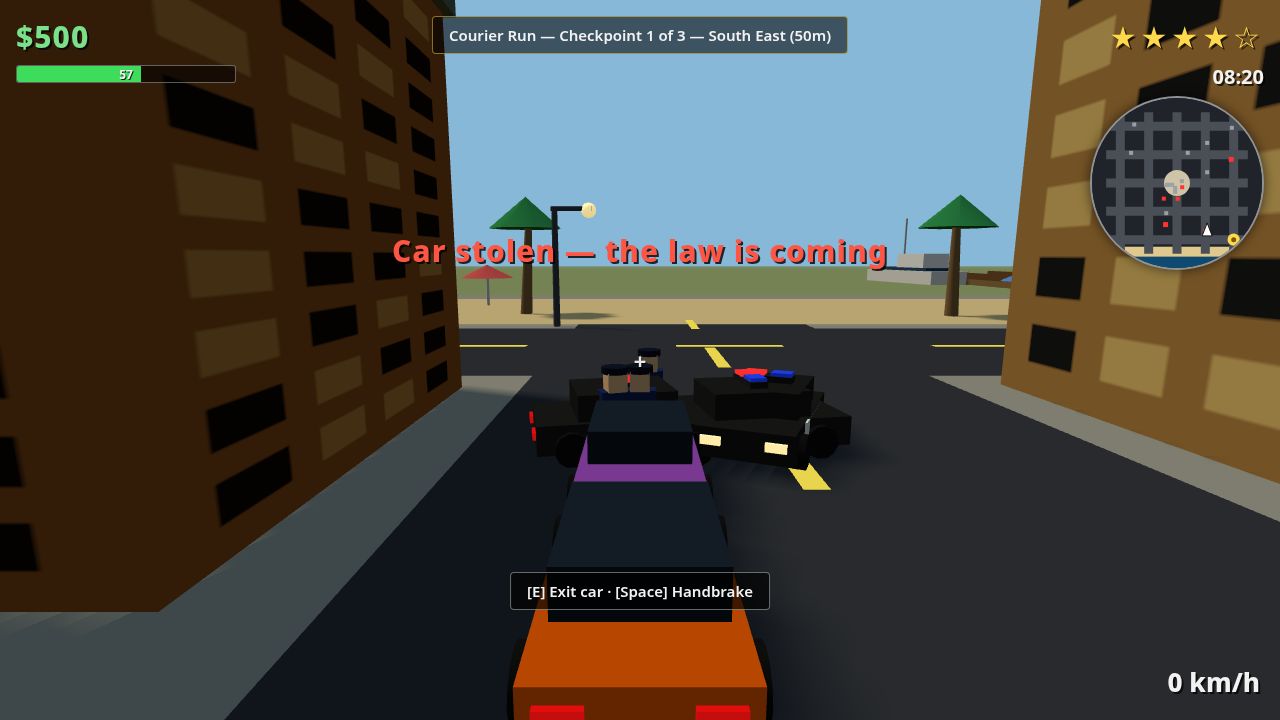 $500
57
Courier Run — Checkpoint 1 of 3 — South East (50m)
★ ★ ★ ★ ☆
08:20
Car stolen — the law is coming
[E] Exit car · [Space] Handbrake
0 km/h